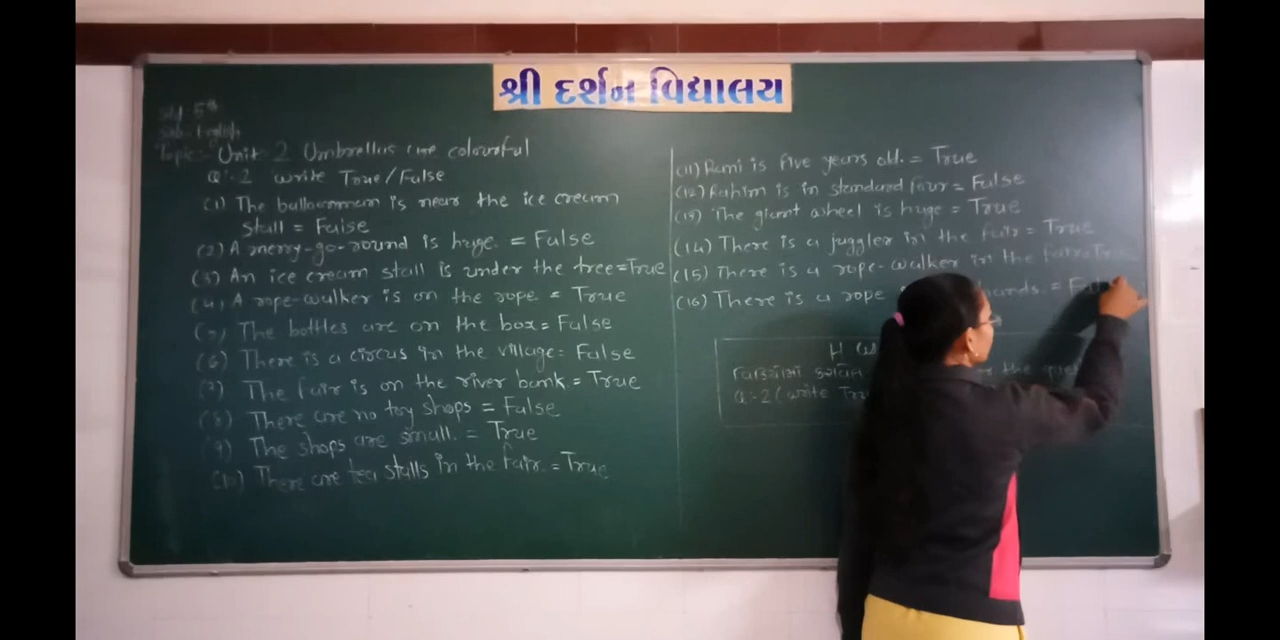 શ્રી દર્શન વિદ્યાલય
Std 5th
Sub:- English
Topic:- Unit 2 Umbrellas are colourful
Q:-2 write True/False
(1) The balloonman is near the ice cream
stall = False
(2) A merry-go-round is huge. = False
(3) An ice cream stall is under the tree = True
(4) A rope-walker is on the rope = True
(5) The bottles are on the box = False
(6) There is a circus in the village = False
(7) The fair is on the river bank = True
(8) There are no toy shops = False
(9) The shops are small. = True
(10) There are tea stalls in the fair = True
(11) Rami is five years old. = True
(12) Rahim is in standard four = False
(13) The giant wheel is huge = True
(14) There is a juggler in the fair = True
(15) There is a rope-walker in the fair = True
(16) There is a rope hands. = Fal
H W
the
Q:-2 (write